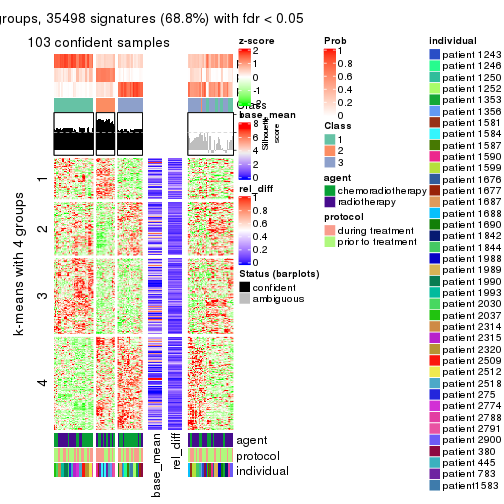 groups, 35498 signatures (68.8%) with fdr < 0.05
103 confident samples
Class
base_mean
Silhouette
score
k-means with 4 groups
1
2
3
4
agent
protocol
individual
base_mean
rel_diff
z-score
2
1
0
-1
-2
base_mean
8
6
4
2
0
rel_diff
1
0.8
0.6
0.4
0.2
0
Status (barplots)
confident
ambiguous
Prob
1
0.8
0.6
0.4
0.2
0
Class
1
2
3
agent
chemoradiotherapy
radiotherapy
protocol
during treatment
prior to treatment
individual
patient 1243
patient 1246
patient 1250
patient 1252
patient 1353
patient 1356
patient 1581
patient 1584
patient 1587
patient 1590
patient 1599
patient 1676
patient 1677
patient 1687
patient 1688
patient 1690
patient 1842
patient 1844
patient 1988
patient 1989
patient 1990
patient 1993
patient 2030
patient 2037
patient 2314
patient 2315
patient 2320
patient 2509
patient 2512
patient 2518
patient 275
patient 2774
patient 2788
patient 2791
patient 2900
patient 380
patient 445
patient 783
patient1583